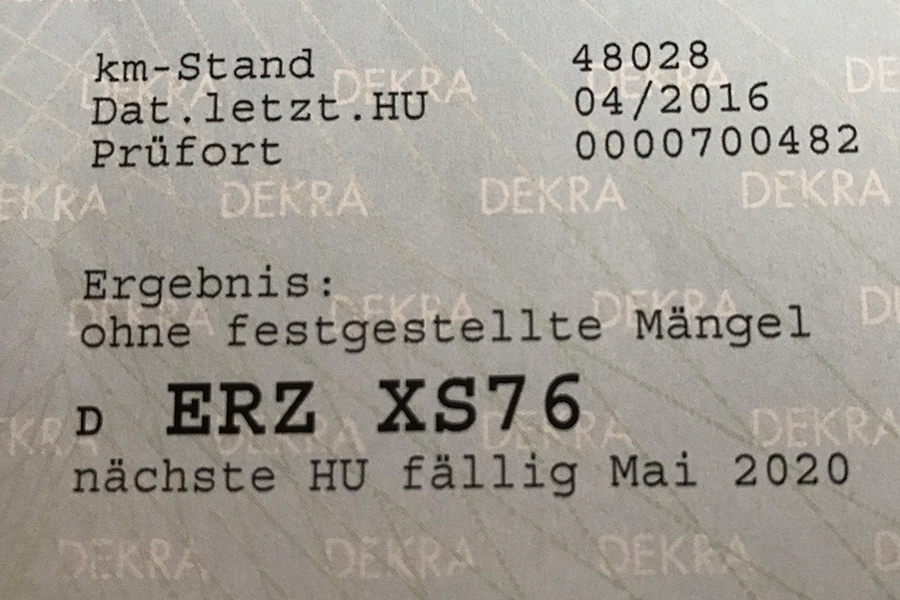 km-Stand 48028
Dat.letzt.HU 04/2016
Prüfort 0000700482
Ergebnis:
ohne festgestellte Mängel
D ERZ XS76
nächste HU fällig Mai 2020
DEKRA